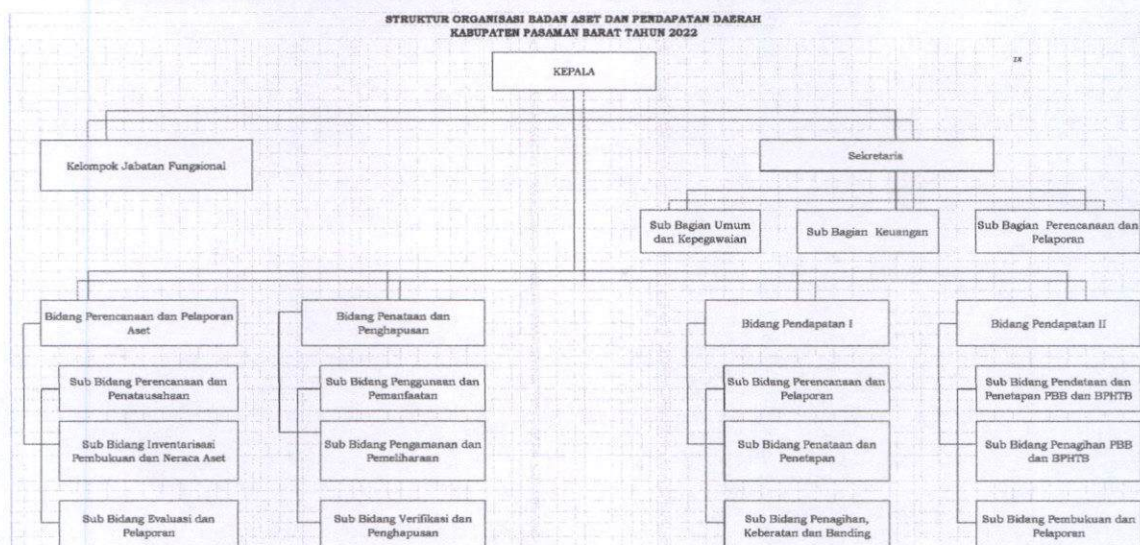 STRUKTUR ORGANISASI BADAN ASET DAN PENDAPATAN DAERAH
KABUPATEN PASAMAN BARAT TAHUN 2022
KEPALA
Kelompok Jabatan Fungsional
Sekretaris
Sub Bagian Umum
dan Kepegawaian
Sub Bagian Keuangan
Sub Bagian Perencanaan dan
Pelaporan
Bidang Perencanaan dan Pelaporan
Aset
Bidang Penataan dan
Penghapusan
Bidang Pendapatan I
Bidang Pendapatan II
Sub Bidang Perencanaan dan
Penatausahaan
Sub Bidang Penggunaan dan
Pemanfaatan
Sub Bidang Perencanaan dan
Pelaporan
Sub Bidang Pendataan dan
Penetapan PBB dan BPHTB
Sub Bidang Inventarisasi
Pembukuan dan Neraca Aset
Sub Bidang Pengamanan dan
Pemeliharaan
Sub Bidang Penataan dan
Penetapan
Sub Bidang Penagihan PBB
dan BPHTB
Sub Bidang Evaluasi dan
Pelaporan
Sub Bidang Verifikasi dan
Penghapusan
Sub Bidang Penagihan,
Keberatan dan Banding
Sub Bidang Pembukuan dan
Pelaporan